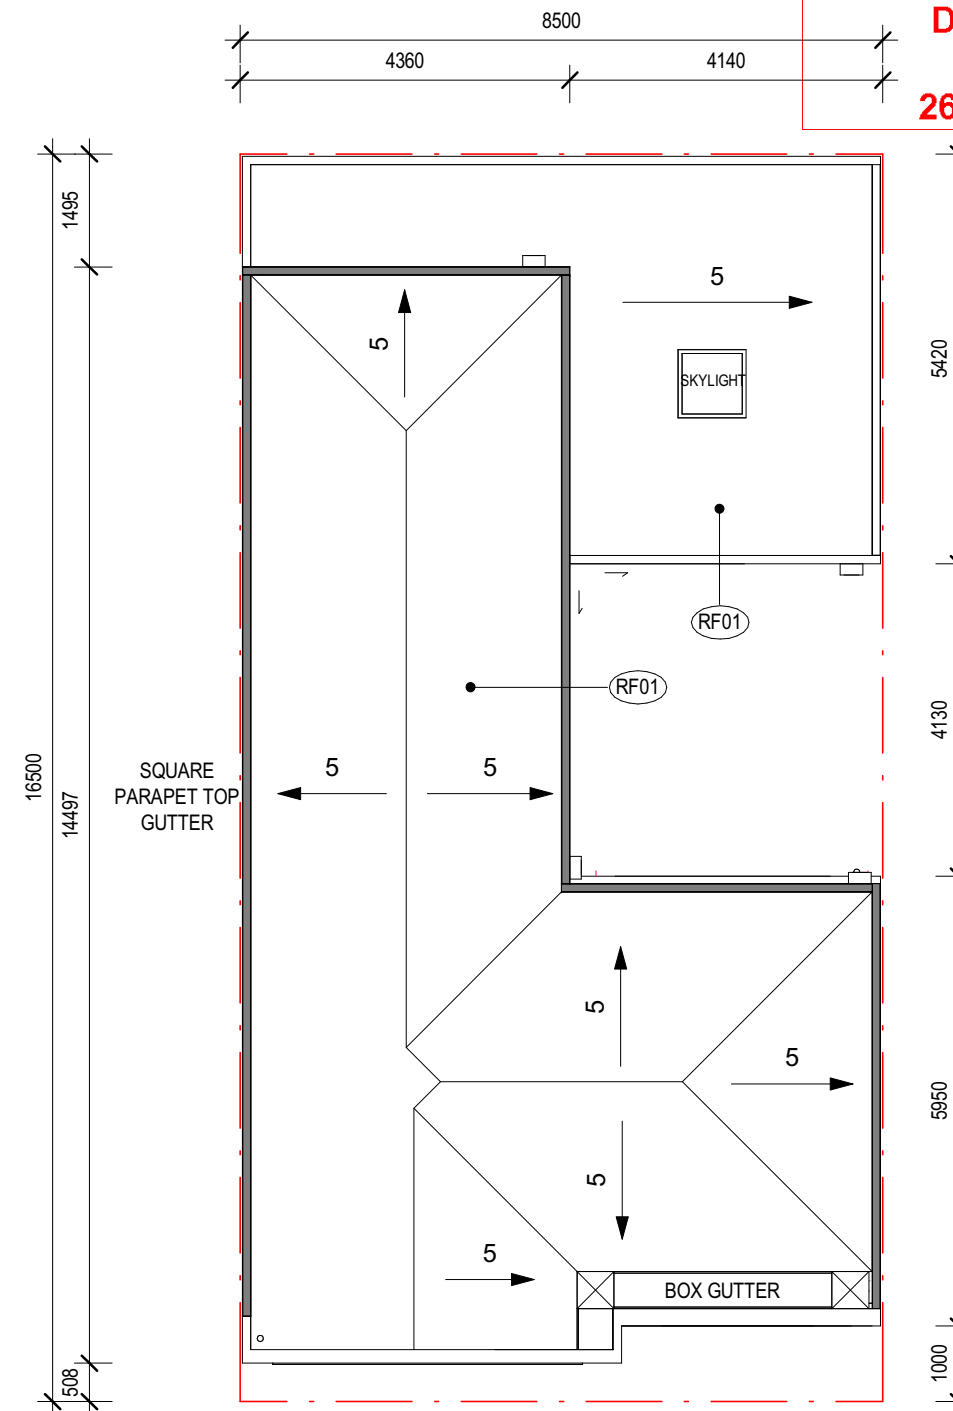 8500
D
4360
4140
26
1495
5
5
5420
SKYLIGHT
RF01
RF01
4130
16500
14497
SQUARE
PARAPET TOP
GUTTER
5
5
5
5
5950
5
5
BOX GUTTER
508
1000